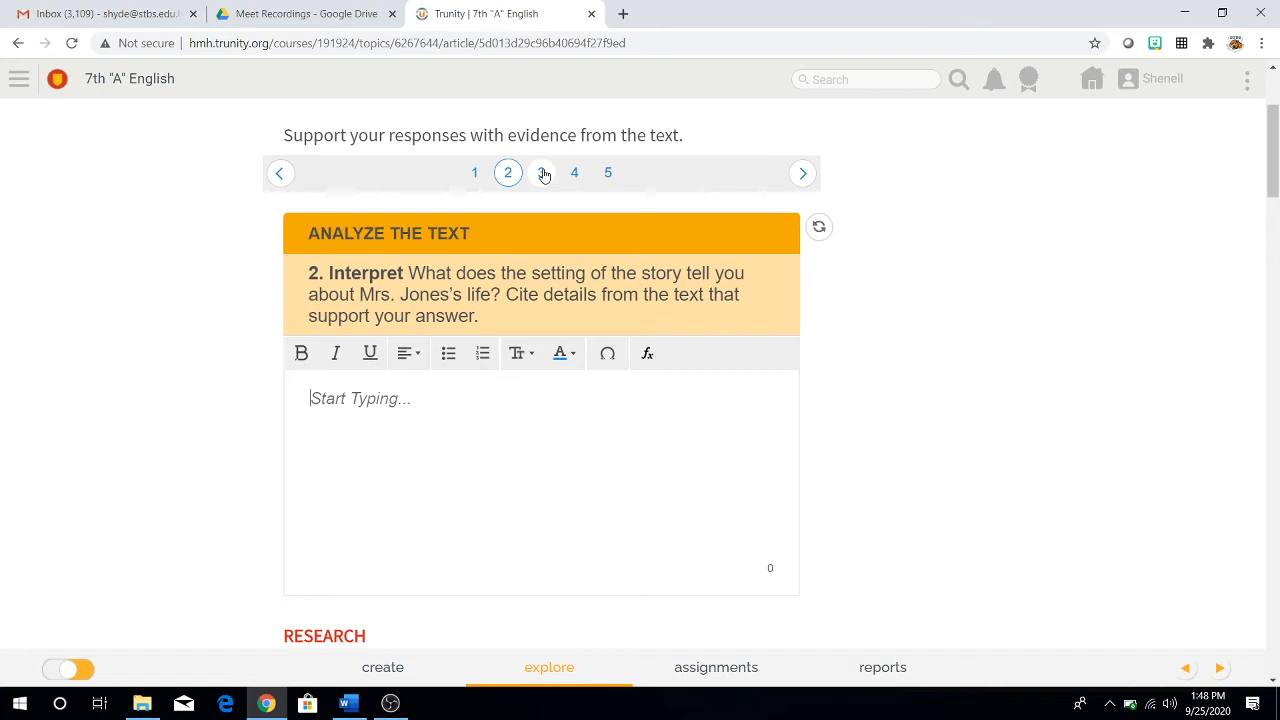 Inbox (3,109) - shyde@stbs.edu.
Meet Recordings - Google Drive
Trunity | 7th "A" English
Not secure | hmh.trunity.org/courses/191924/topics/6267644/article/5d013d29c06b40694f27f9ed
7th "A" English
Search
Shenell
Support your responses with evidence from the text.
1 2 3 4 5
ANALYZE THE TEXT
2. Interpret What does the setting of the story tell you
about Mrs. Jones’s life? Cite details from the text that
support your answer.
B I U
Start Typing...
0
RESEARCH
create explore assignments reports
1:48 PM
9/25/2020